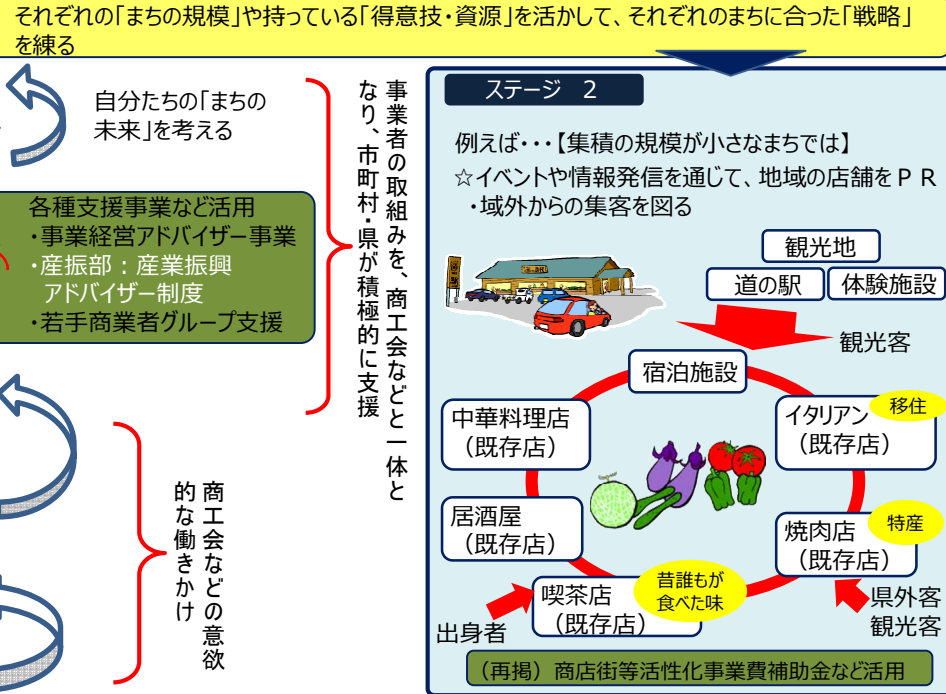 それぞれの「まちの規模」や持っている「得意技・資源」を活かして、それぞれのまちに合った「戦略」
を練る
自分たちの「まちの
未来」を考える
各種支援事業など活用
・事業経営アドバイザー事業
・産振部：産業振興
アドバイザー制度
・若手商業者グループ支援
事業者の取組みを、商工会などと一体と
なり、市町村・県が積極的に支援
商工会などの意欲
的な働きかけ
ステージ　2
例えば・・・【集積の規模が小さなまちでは】
☆イベントや情報発信を通じて、地域の店舗をＰＲ
・域外からの集客を図る
観光地
道の駅
体験施設
観光客
宿泊施設
中華料理店
（既存店）
イタリアン
（既存店）
移住
居酒屋
（既存店）
焼肉店
（既存店）
特産
喫茶店
（既存店）
昔誰もが
食べた味
出身者
県外客
観光客
（再掲）商店街等活性化事業費補助金など活用